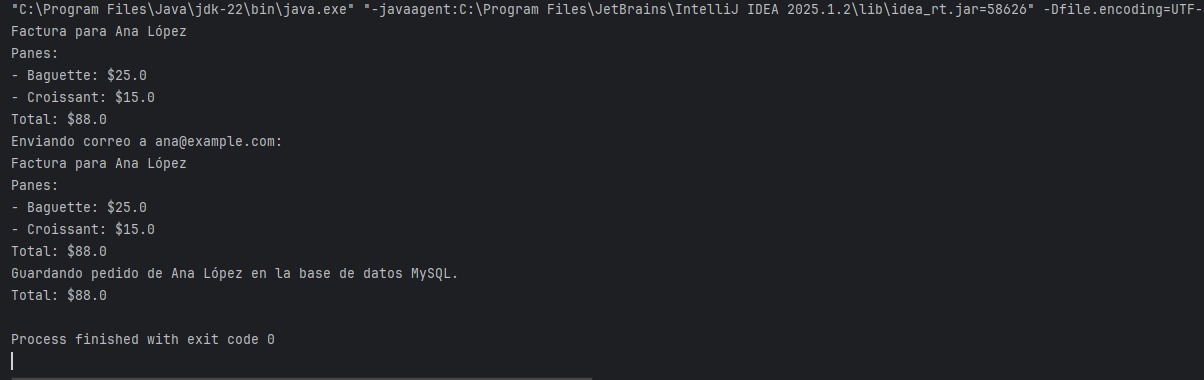 "C:\Program Files\Java\jdk-22\bin\java.exe" "-javaagent:C:\Program Files\JetBrains\IntelliJ IDEA 2025.1.2\lib\idea_rt.jar=58626" -Dfile.encoding=UTF-
Factura para Ana López
Panes:
- Baguette: $25.0
- Croissant: $15.0
Total: $88.0
Enviando correo a ana@example.com:
Factura para Ana López
Panes:
- Baguette: $25.0
- Croissant: $15.0
Total: $88.0
Guardando pedido de Ana López en la base de datos MySQL.
Total: $88.0
Process finished with exit code 0